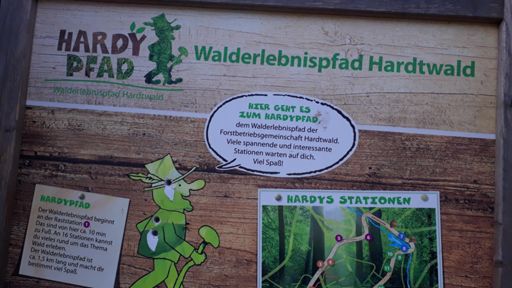 HARDY
PFAD
Walderlebnispfad Hardtwald
Walderlebnispfad Hardtwald
HIER GEHT ES
ZUM HARDYPFAD,
dem Walderlebnispfad der
Forstbetriebsgemeinschaft Hardtwald.
Viele spannende und interessante
Stationen warten auf dich.
Viel Spaß!
HARDYPFAD
Der Walderlebnispfad beginnt
an der Raststation 1.
Das sind von hier ca. 10 min
zu Fuß. An 16 Stationen kannst
du vieles rund um das Thema
Wald erleben.
Der Walderlebnispfad ist
ca. 1,5 km lang und macht dir
bestimmt viel Spaß.
HARDYS STATIONEN